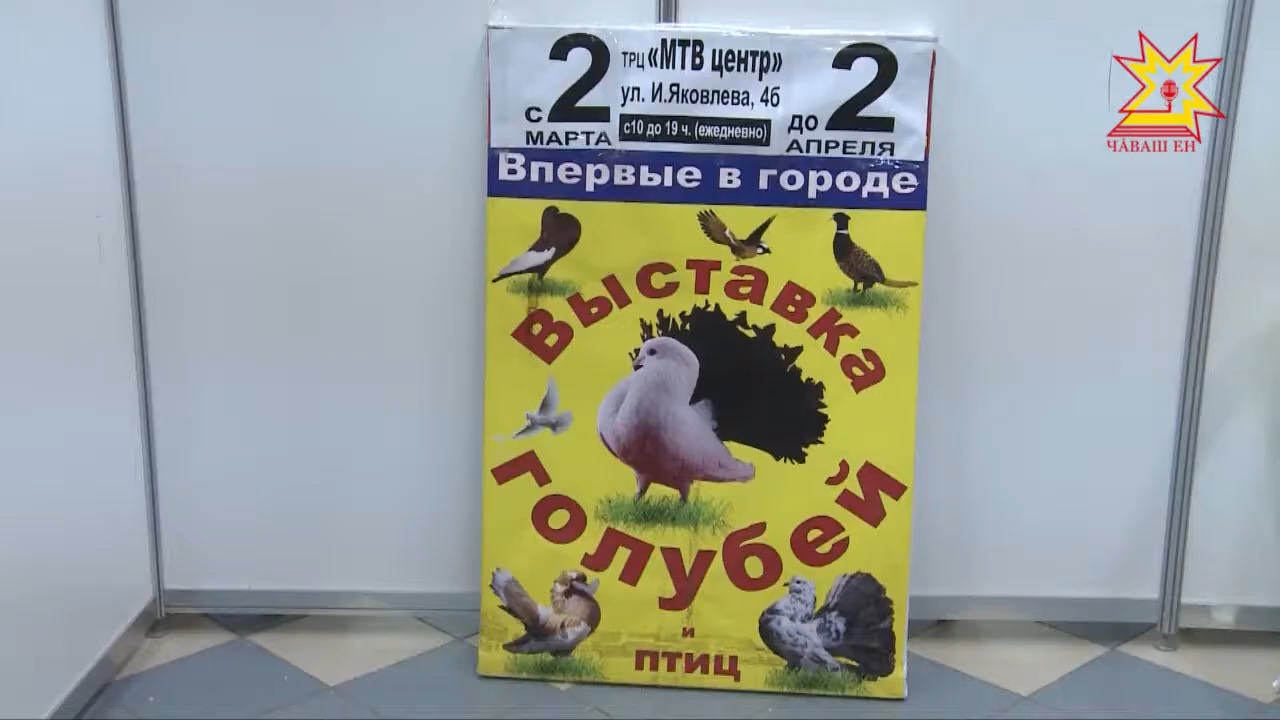 с 2 МАРТА
ТРЦ «МТВ центр»
ул. И.Яковлева, 4б
с10 до 19 ч. (ежедневно)
до 2 АПРЕЛЯ
Впервые в городе
Выставка
голубей
и
птиц
ЧӐВАШ ЕН